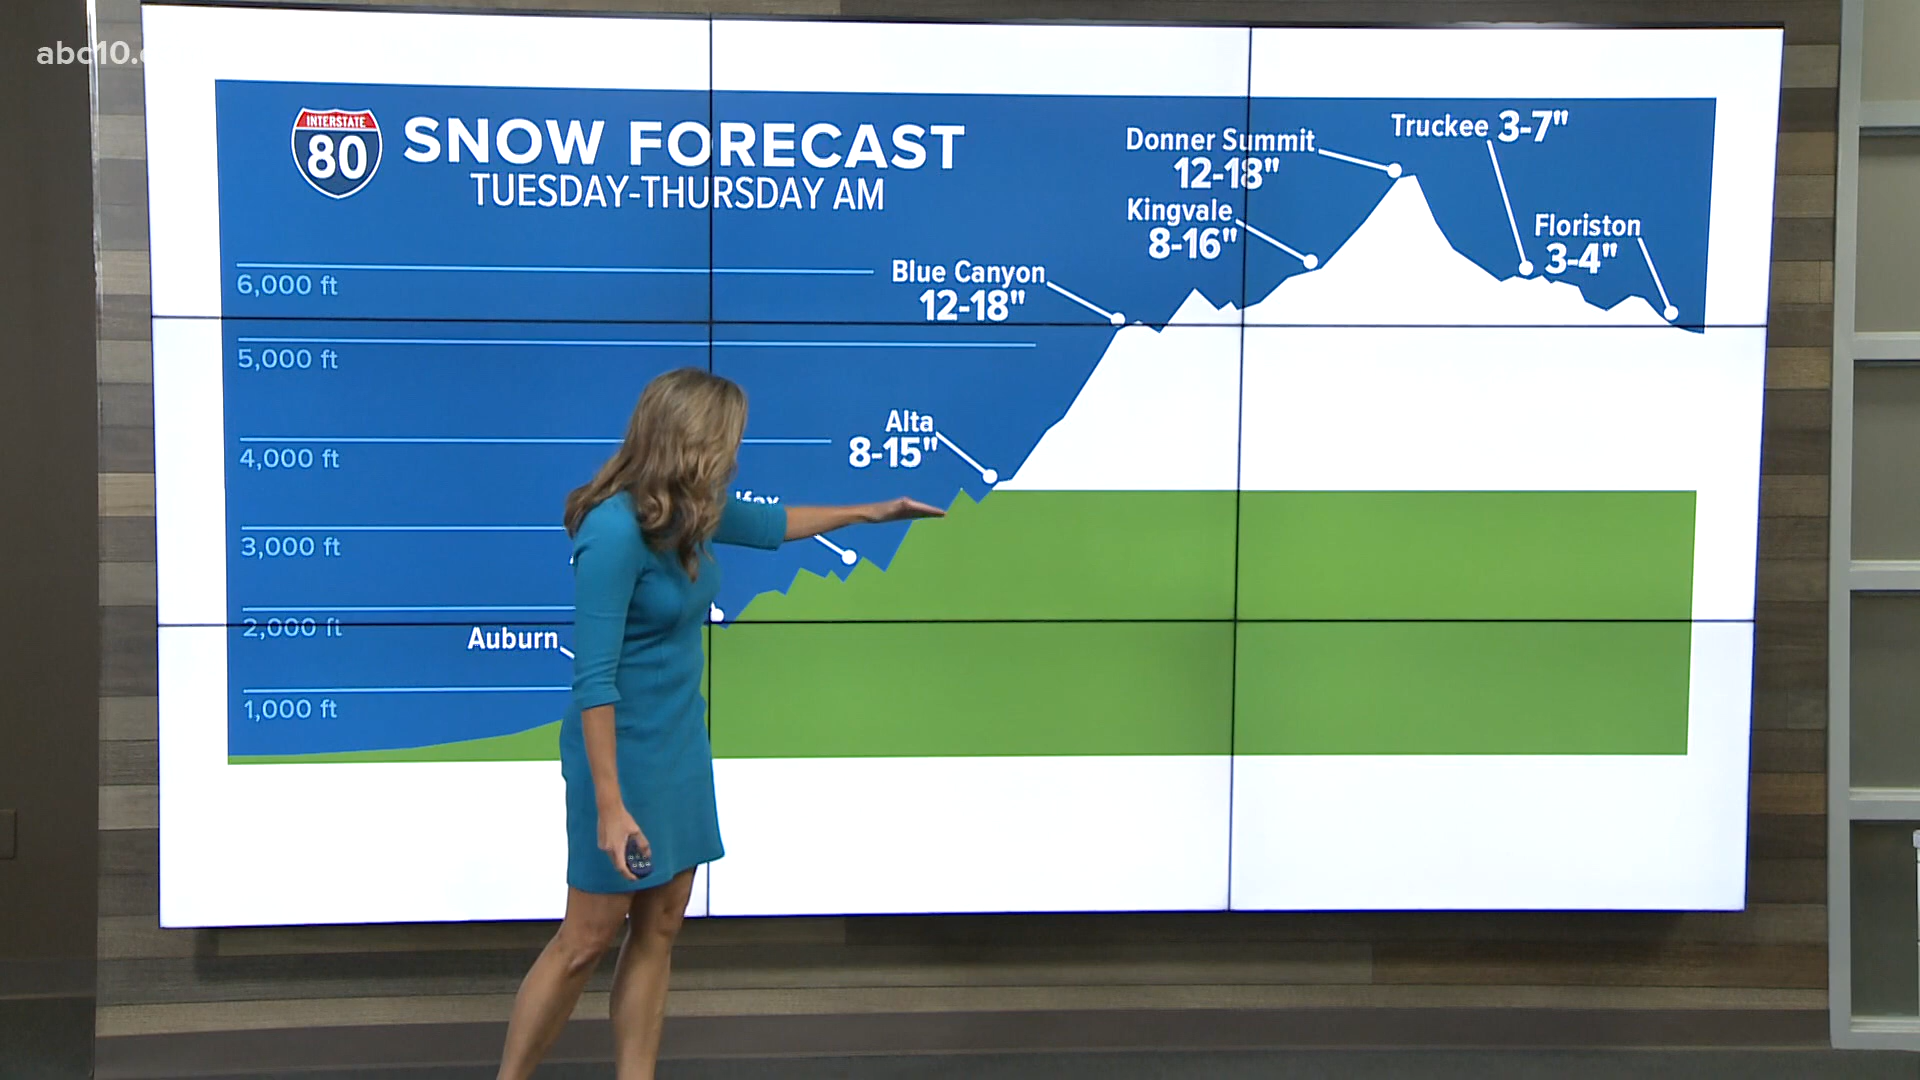 abc10.
INTERSTATE
80
SNOW FORECAST
TUESDAY-THURSDAY AM
Donner Summit
12-18"
Truckee 3-7"
Kingvale
8-16"
Floriston
3-4"
Blue Canyon
12-18"
6,000 ft
5,000 ft
Alta
8-15"
4,000 ft
3,000 ft
2,000 ft
Auburn
1,000 ft